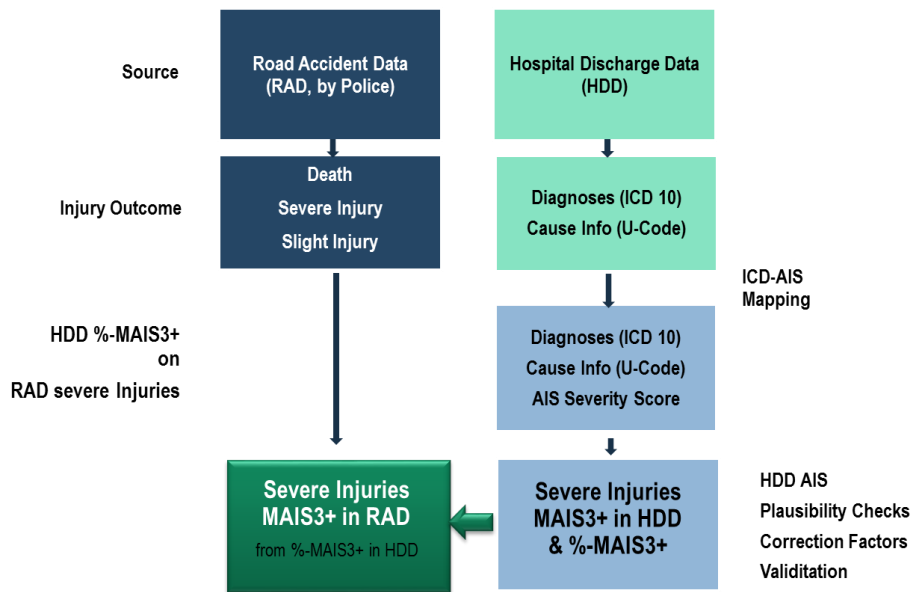 Source
Road Accident Data
(RAD, by Police)
Hospital Discharge Data
(HDD)
Injury Outcome
Death
Severe Injury
Slight Injury
Diagnoses (ICD 10)
Cause Info (U-Code)
ICD-AIS
Mapping
HDD %-MAIS3+
on
RAD severe Injuries
Diagnoses (ICD 10)
Cause Info (U-Code)
AIS Severity Score
Severe Injuries
MAIS3+ in RAD
from %-MAIS3+ in HDD
Severe Injuries
MAIS3+ in HDD
& %-MAIS3+
HDD AIS
Plausibility Checks
Correction Factors
Validitation